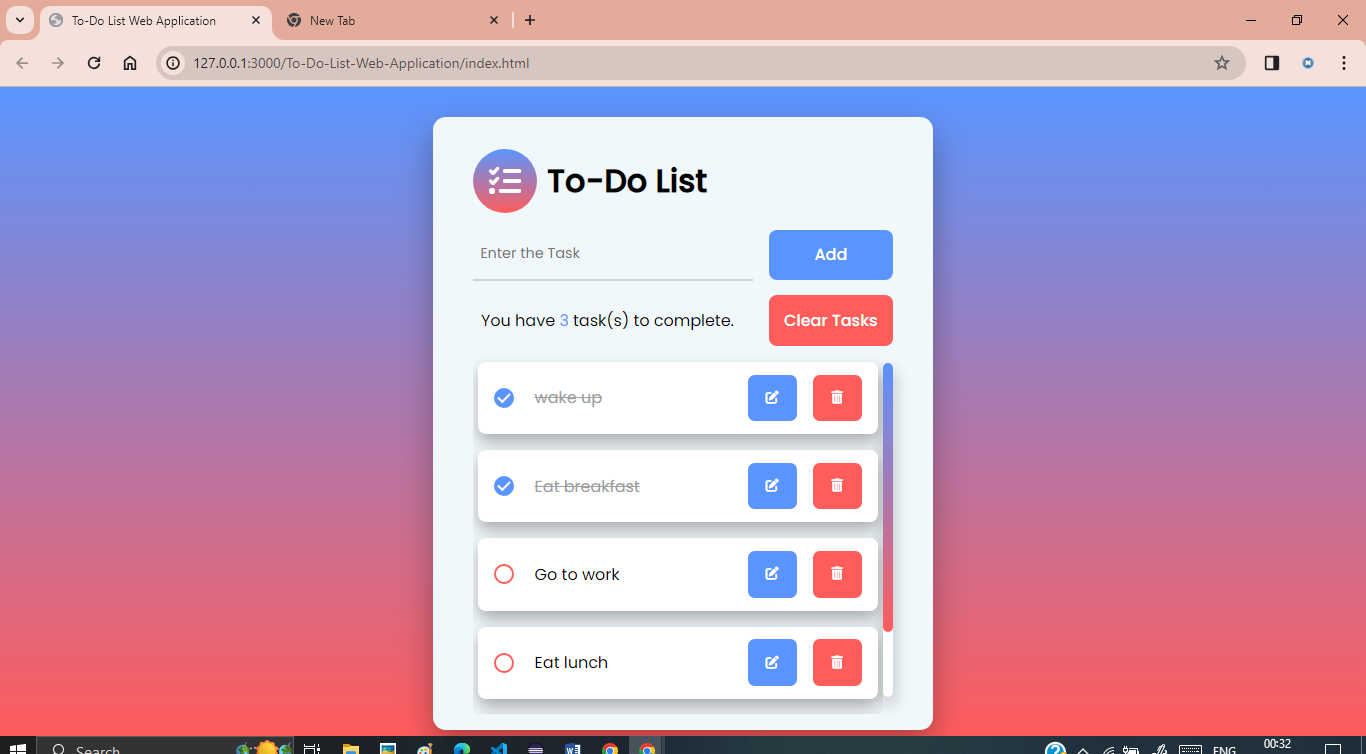 To-Do List Web Application
New Tab
127.0.0.1:3000/To-Do-List-Web-Application/index.html
To-Do List
Enter the Task
Add
You have 3 task(s) to complete.
Clear Tasks
wake up
Eat breakfast
Go to work
Eat lunch
Search
ENG
00:32